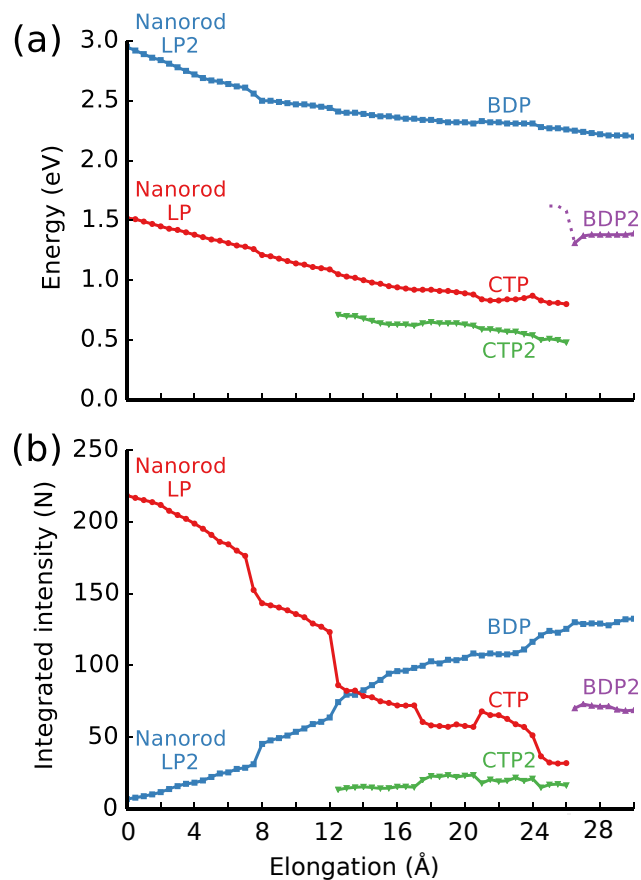 (a)
3.0
2.5
2.0
1.5
1.0
0.5
0.0
Energy (eV)
Nanorod
LP2
BDP
Nanorod
LP
BDP2
CTP
CTP2
(b)
250
200
150
100
50
0
Integrated intensity (N)
Nanorod
LP
BDP
BDP2
CTP
Nanorod
LP2
CTP2
0 4 8 12 16 20 24 28
Elongation (Å)